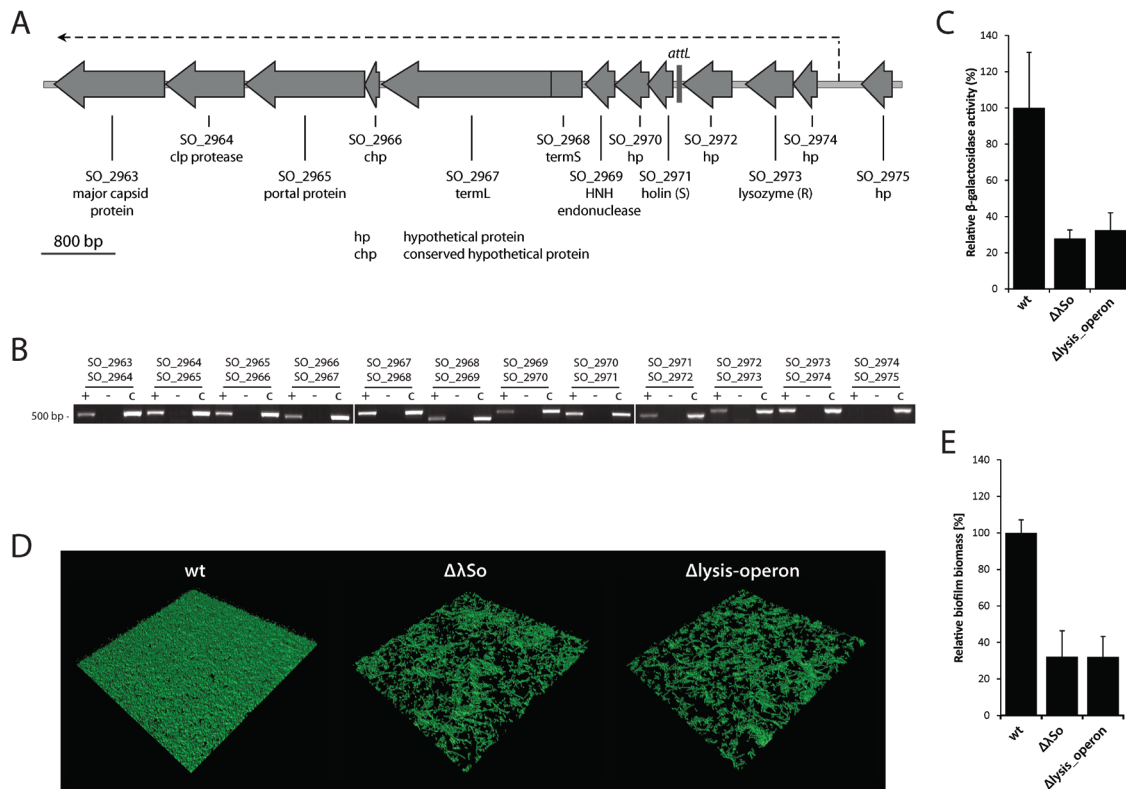 A
attL
SO_2964
clp protease
SO_2966
chp
SO_2968
termS
SO_2970
hp
SO_2972
hp
SO_2974
hp
SO_2963
major capsid
protein
SO_2965
portal protein
SO_2967
termL
SO_2969
HNH
endonuclease
SO_2971
holin (S)
SO_2973
lysozyme (R)
SO_2975
hp
800 bp
hp hypothetical protein
chp conserved hypothetical protein
B
SO_2963 SO_2964 SO_2965 SO_2966 SO_2967 SO_2968 SO_2969 SO_2970 SO_2971 SO_2972 SO_2973 SO_2974
SO_2964 SO_2965 SO_2966 SO_2967 SO_2968 SO_2969 SO_2970 SO_2971 SO_2972 SO_2973 SO_2974 SO_2975
+ - c + - c + - c + - c + - c + - c + - c + - c + - c + - c + - c + - c
500 bp -
C
Relative β-galactosidase activity (%)
140
120
100
80
60
40
20
0
wt
ΔλSo
Δlysis_operon
D
wt
ΔλSo
Δlysis-operon
E
Relative biofilm biomass [%]
140
120
100
80
60
40
20
0
wt
ΔλSo
Δlysis_operon